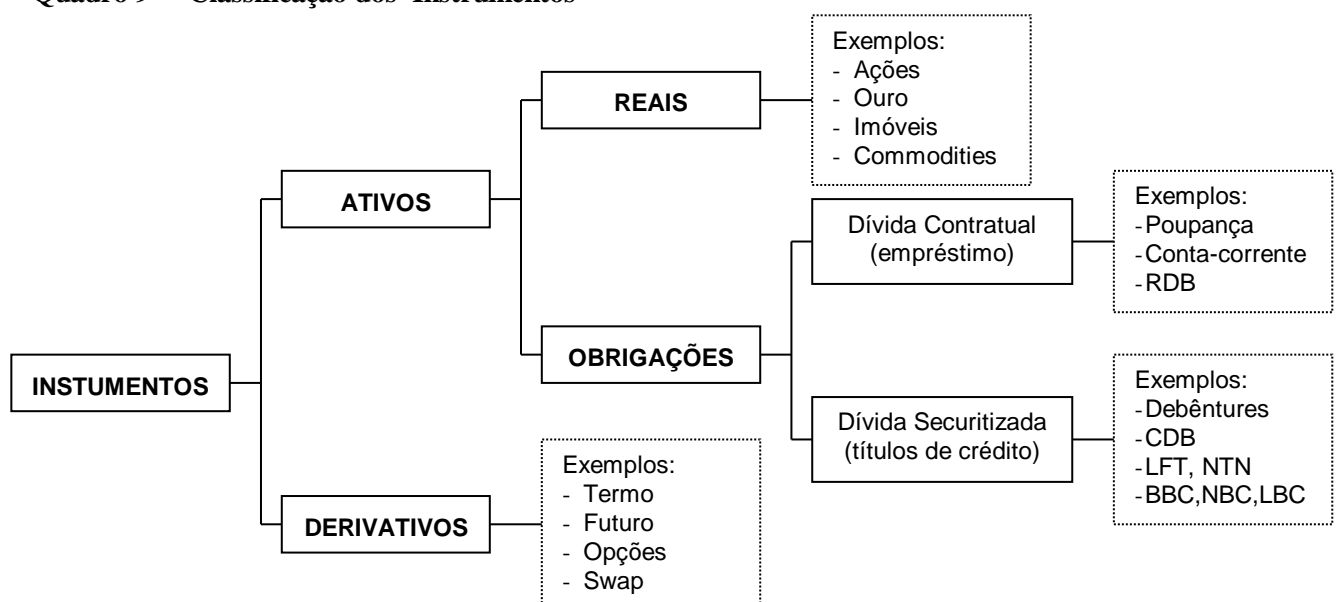 Quadro 9 Classificação dos Instrumentos
Exemplos:
- Ações
- Ouro
- Imóveis
- Commodities
REAIS
ATIVOS
Dívida Contratual
(empréstimo)
Exemplos:
-Poupança
-Conta-corrente
-RDB
OBRIGAÇÕES
INSTUMENTOS
Dívida Securitizada
(títulos de crédito)
Exemplos:
-Debêntures
-CDB
-LFT, NTN
-BBC,NBC,LBC
DERIVATIVOS
Exemplos:
- Termo
- Futuro
- Opções
- Swap